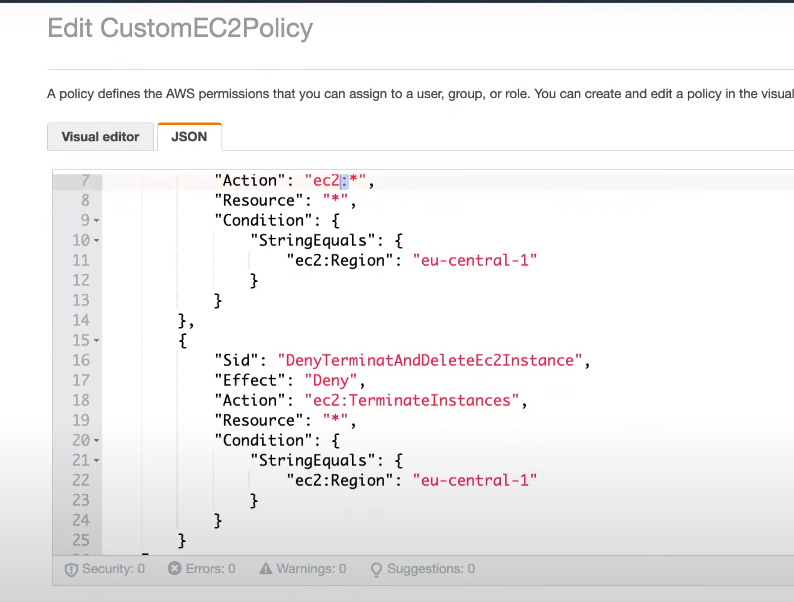 Edit CustomEC2Policy
A policy defines the AWS permissions that you can assign to a user, group, or role. You can create and edit a policy in the visual
Visual editor JSON
7 "Action": "ec2:*",
8 "Resource": "*",
9 "Condition": {
10 "StringEquals": {
11 "ec2:Region": "eu-central-1"
12 }
13 }
14 },
15 {
16 "Sid": "DenyTerminatAndDeleteEc2Instance",
17 "Effect": "Deny",
18 "Action": "ec2:TerminateInstances",
19 "Resource": "*",
20 "Condition": {
21 "StringEquals": {
22 "ec2:Region": "eu-central-1"
23 }
24 }
25 }
Security: 0 Errors: 0 Warnings: 0 Suggestions: 0